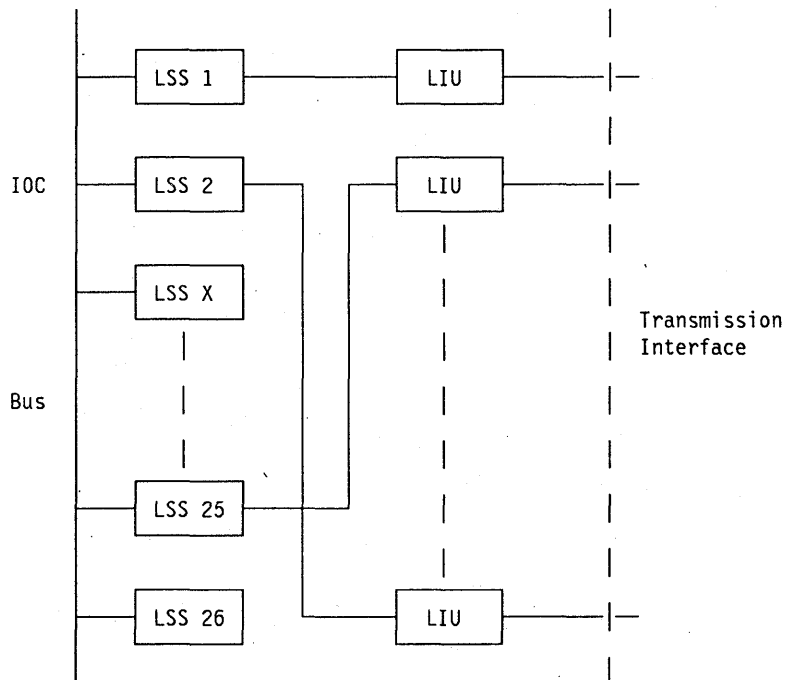 LSS 1
LIU
IOC
LSS 2
LIU
LSS X
Transmission
Interface
Bus
LSS 25
LSS 26
LIU